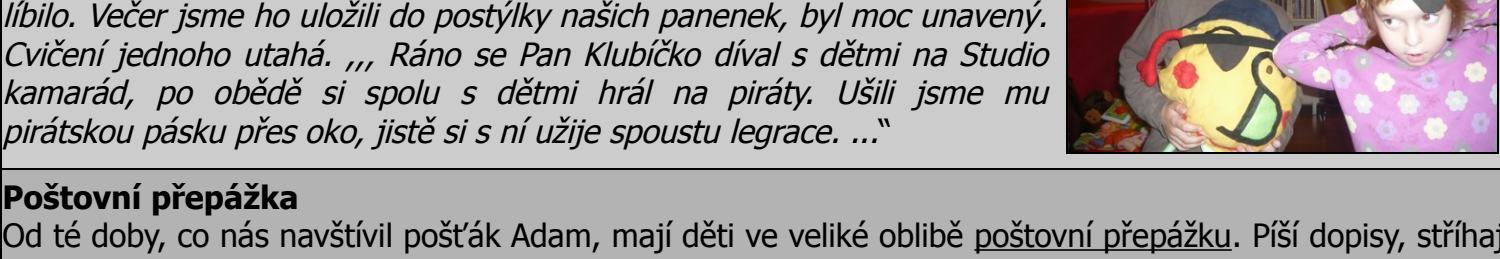 líbilo. Večer jsme ho uložili do postýlky našich panenek, byl moc unavený.
Cvičení jednoho utahá. ,,, Ráno se Pan Klubíčko díval s dětmi na Studio
kamarád, po obědě si spolu s dětmi hrál na piráty. Ušili jsme mu
pirátskou pásku přes oko, jistě si s ní užije spoustu legrace. ...“
Poštovní přepážka
Od té doby, co nás navštívil pošťák Adam, mají děti ve veliké oblibě poštovní přepážku. Píší dopisy, stříhaj